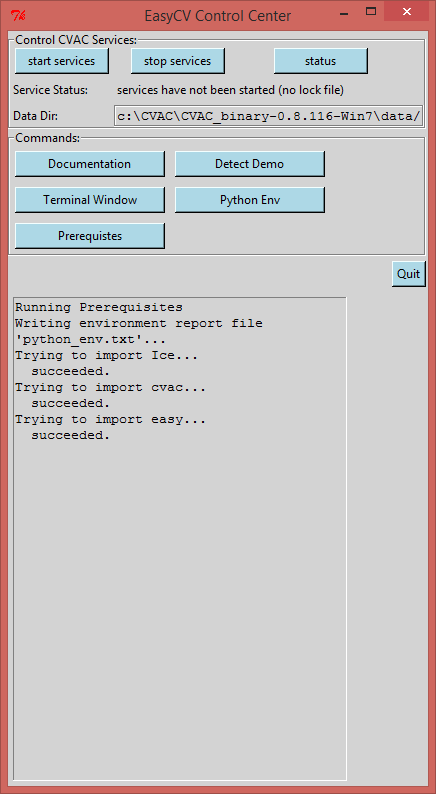 EasyCV Control Center
Control CVAC Services:
start services stop services status
Service Status: services have not been started (no lock file)
Data Dir: c:\CVAC\CVAC_binary-0.8.116-Win7\data/
Commands:
Documentation Detect Demo
Terminal Window Python Env
Prerequistes
Quit
Running Prerequisites
Writing environment report file
'python_env.txt'...
Trying to import Ice...
  succeeded.
Trying to import cvac...
  succeeded.
Trying to import easy...
  succeeded.